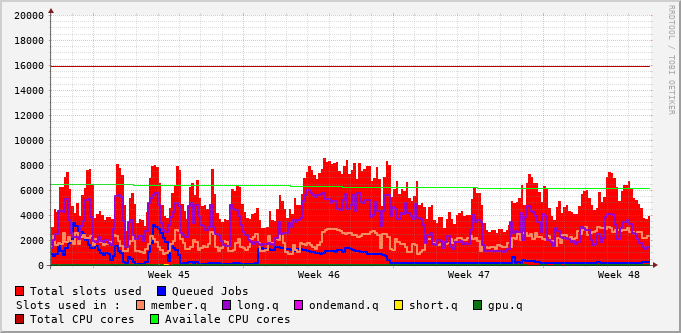 20000
18000
16000
14000
12000
10000
8000
6000
4000
2000
0
Week 45 Week 46 Week 47 Week 48
RRDTOOL / TOBI OETIKER
Total slots used Queued Jobs
Slots used in : member.q long.q ondemand.q short.q gpu.q
Total CPU cores Availale CPU cores